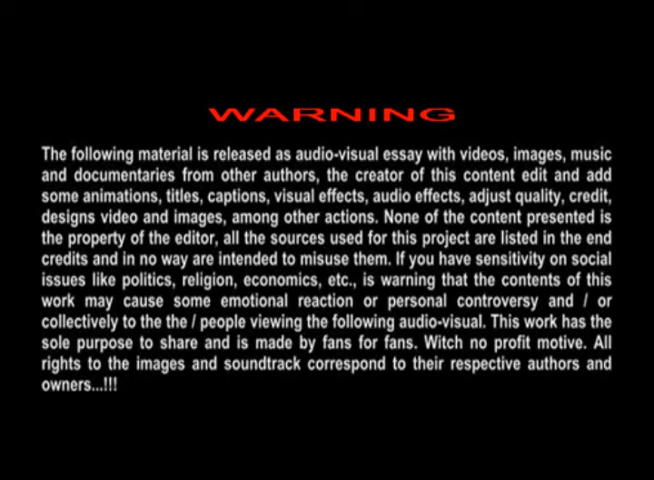 WARNING
The following material is released as audio-visual essay with videos, images, music
and documentaries from other authors, the creator of this content edit and add
some animations, titles, captions, visual effects, audio effects, adjust quality, credit,
designs video and images, among other actions. None of the content presented is
the property of the editor, all the sources used for this project are listed in the end
credits and in no way are intended to misuse them. If you have sensitivity on social
issues like politics, religion, economics, etc., is warning that the contents of this
work may cause some emotional reaction or personal controversy and / or
collectively to the the / people viewing the following audio-visual. This work has the
sole purpose to share and is made by fans for fans. Witch no profit motive. All
rights to the images and soundtrack correspond to their respective authors and
owners...!!!